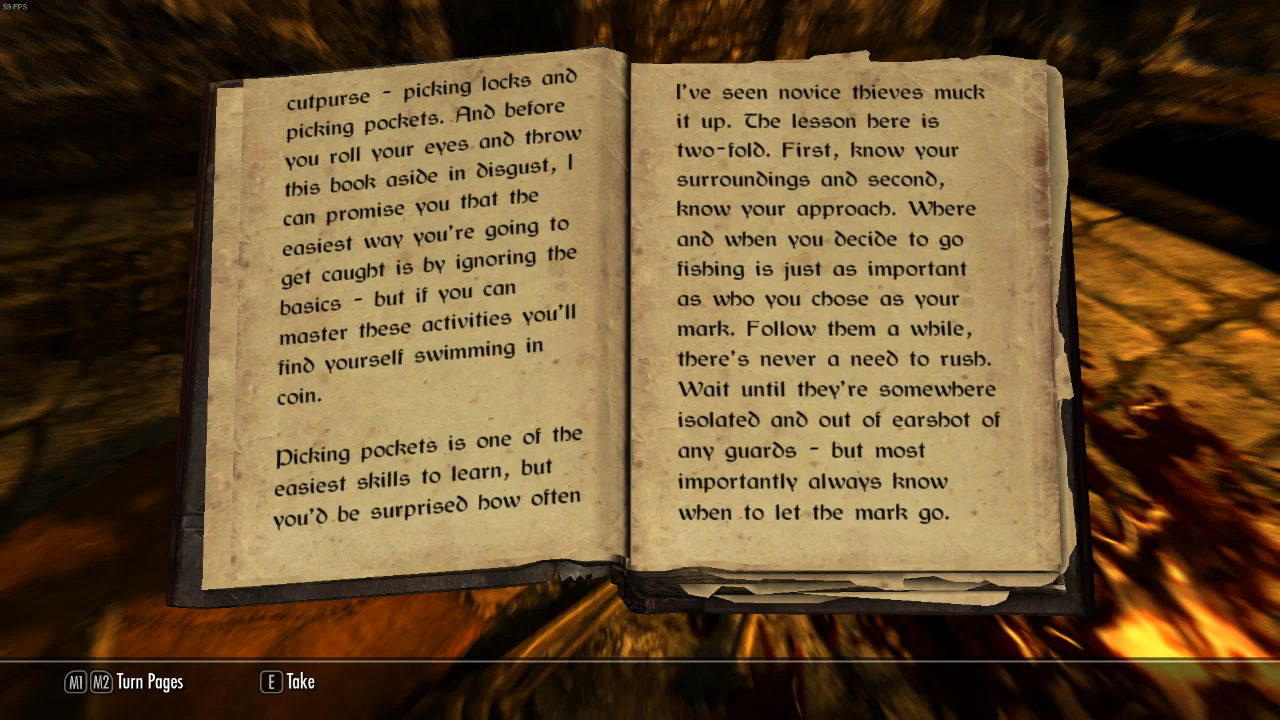 59 FPS
cutpurse - picking locks and
picking pockets. And before
you roll your eyes and throw
this book aside in disgust, I
can promise you that the
easiest way you're going to
get caught is by ignoring the
basics - but if you can
master these activities you'll
find yourself swimming in
coin.
Picking pockets is one of the
easiest skills to learn, but
you'd be surprised how often
I've seen novice thieves muck
it up. The lesson here is
two-fold. First, know your
surroundings and second,
know your approach. Where
and when you decide to go
fishing is just as important
as who you chose as your
mark. Follow them a while,
there's never a need to rush.
Wait until they're somewhere
isolated and out of earshot of
any guards - but most
importantly always know
when to let the mark go.
M1 M2 Turn Pages
E Take